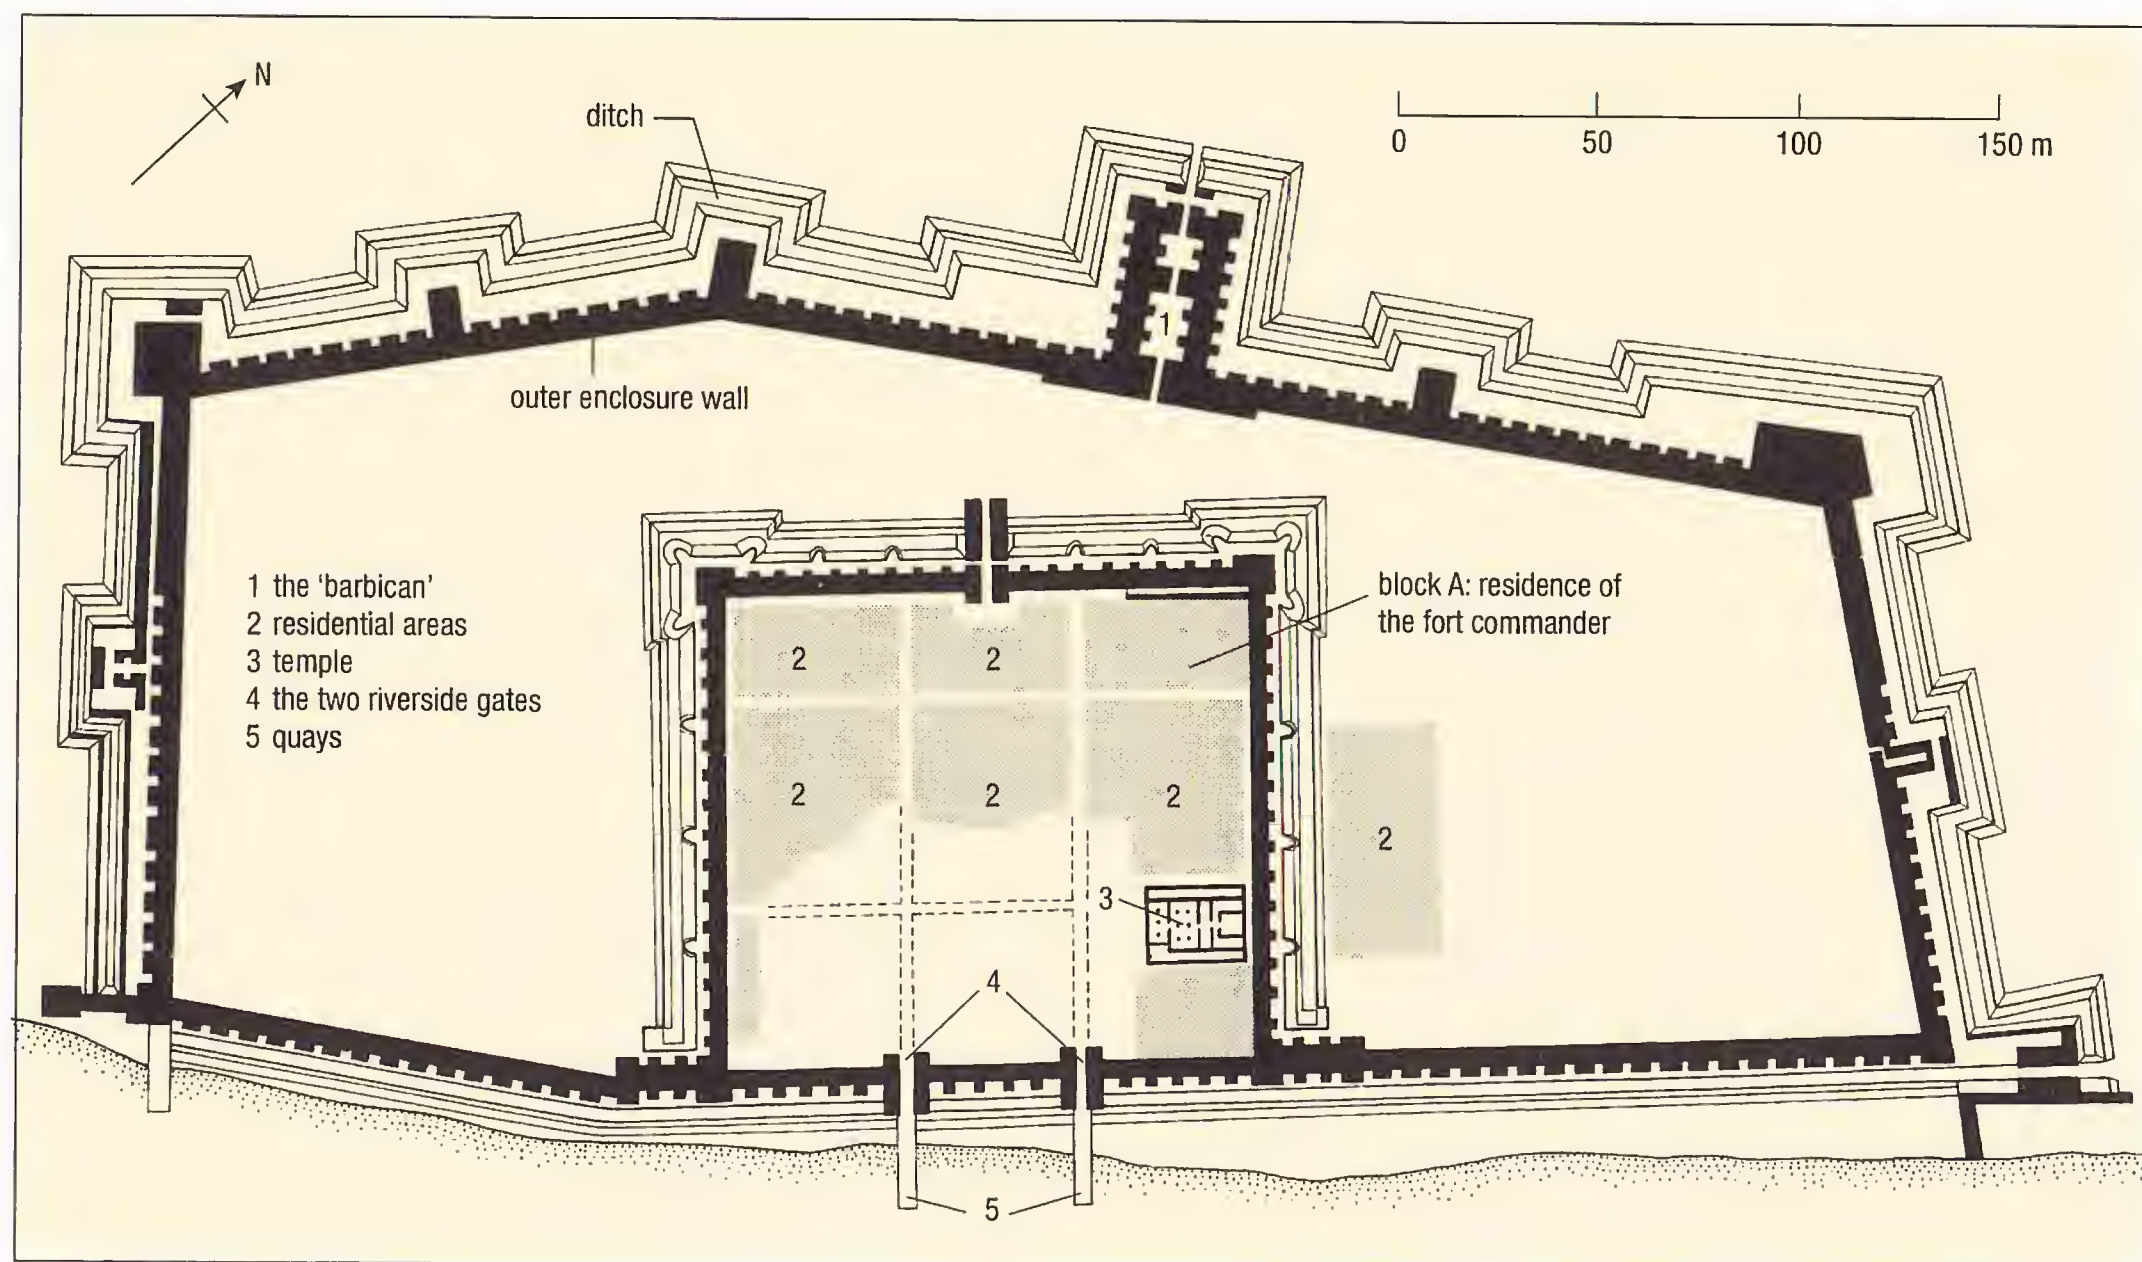 N
ditch
0 50 100 150 m
1
outer enclosure wall
1 the ‘barbican’
2 residential areas
3 temple
4 the two riverside gates
5 quays
block A: residence of
the fort commander
2 2
2 2 2
2
3
4
5